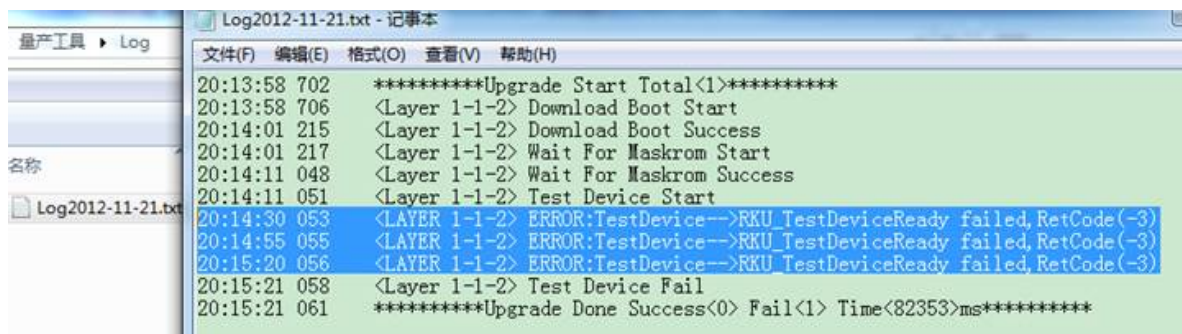 Log2012-11-21.txt - 记事本
量产工具 ▸ Log
文件(F) 编辑(E) 格式(O) 查看(V) 帮助(H)
名称
Log2012-11-21.txt
20:13:58 702 **********Upgrade Start Total<1>**********
20:13:58 706 <Layer 1-1-2> Download Boot Start
20:14:01 215 <Layer 1-1-2> Download Boot Success
20:14:01 217 <Layer 1-1-2> Wait For Maskrom Start
20:14:11 048 <Layer 1-1-2> Wait For Maskrom Success
20:14:11 051 <Layer 1-1-2> Test Device Start
20:14:30 053 <LAYER 1-1-2> ERROR:TestDevice-->RKU_TestDeviceReady failed,RetCode(-3)
20:14:55 055 <LAYER 1-1-2> ERROR:TestDevice-->RKU_TestDeviceReady failed,RetCode(-3)
20:15:20 056 <LAYER 1-1-2> ERROR:TestDevice-->RKU_TestDeviceReady failed,RetCode(-3)
20:15:21 058 <Layer 1-1-2> Test Device Fail
20:15:21 061 **********Upgrade Done Success<0> Fail<1> Time<82353>ms**********